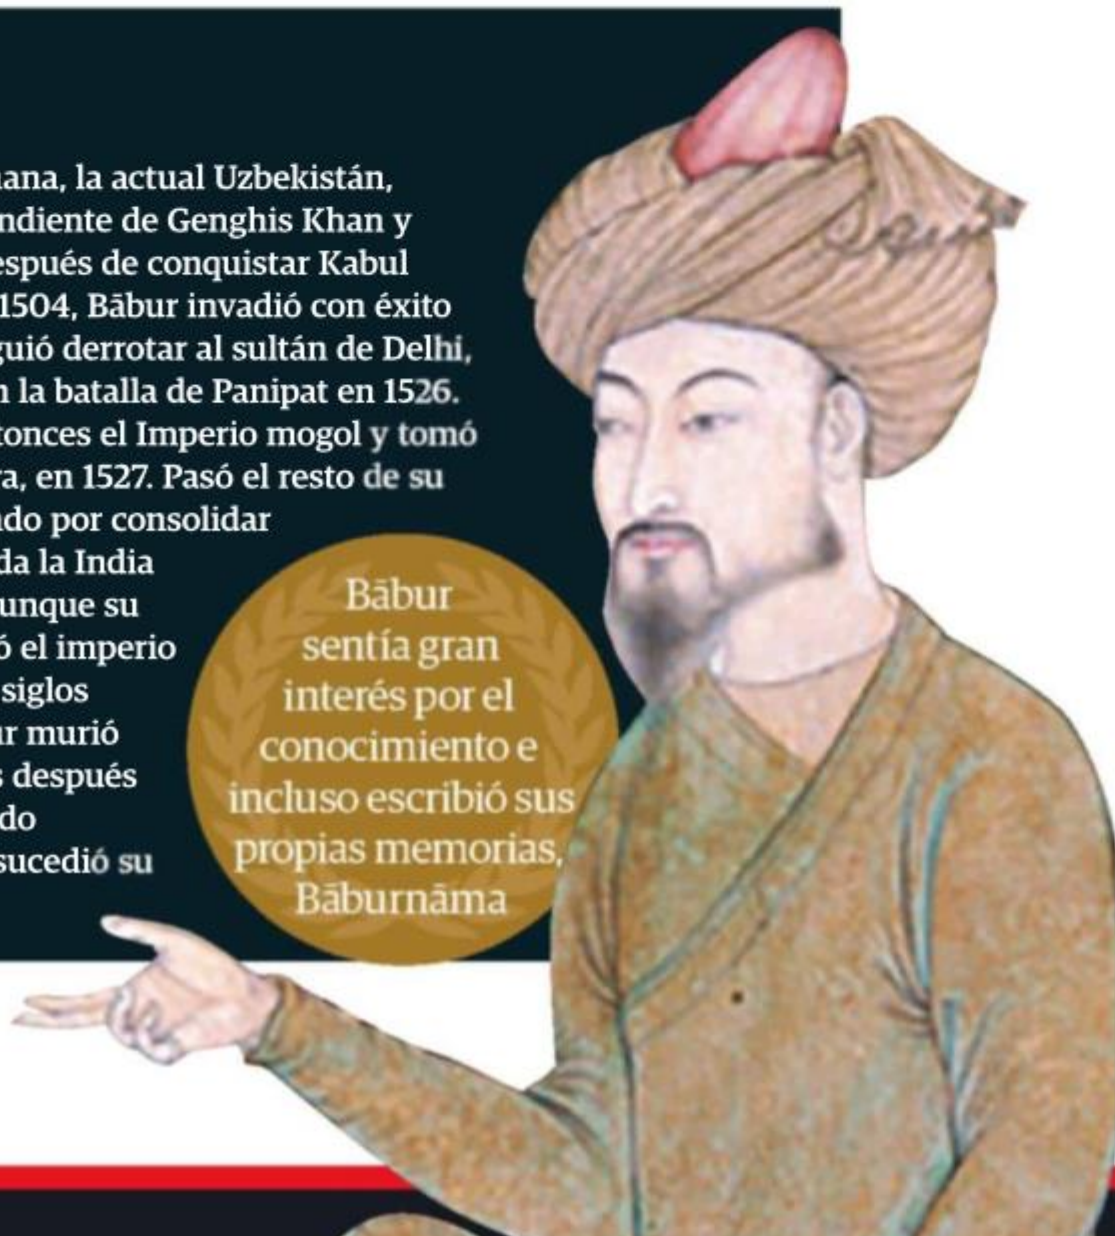 ana, la actual Uzbekistán,
ndiente de Genghis Khan y
espués de conquistar Kabul
1504, Bābur invadió con éxito
guió derrotar al sultán de Delhi,
n la batalla de Panipat en 1526.
tonces el Imperio mogol y tomó
a, en 1527. Pasó el resto de su
ado por consolidar
da la India
unque su
ó el imperio
siglos
ur murió
s después
do
sucedió su
Bābur
sentía gran
interés por el
conocimiento e
incluso escribió sus
propias memorias,
Bāburnāma